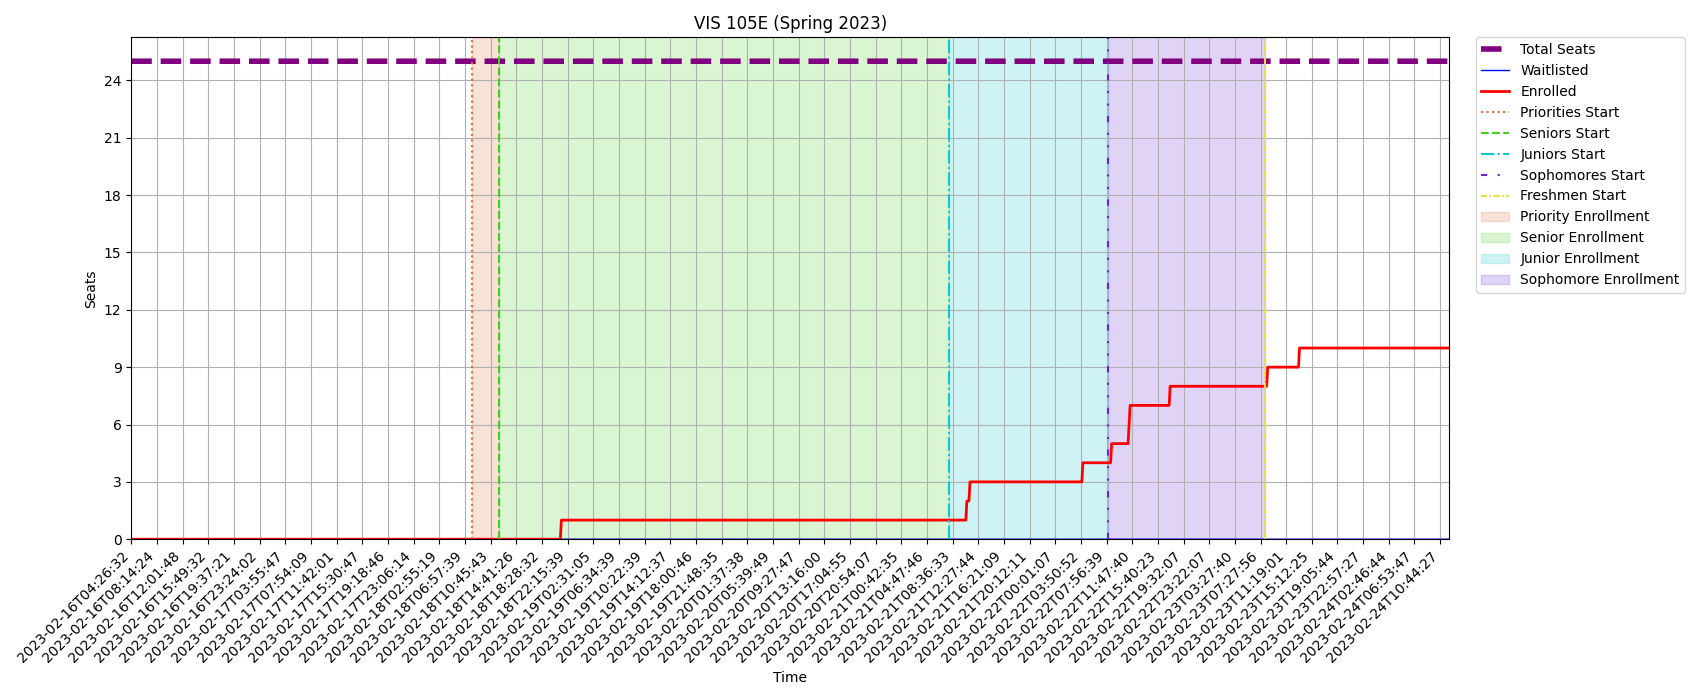 VIS 105E (Spring 2023)
Total Seats
Waitlisted
Enrolled
Priorities Start
Seniors Start
Juniors Start
Sophomores Start
Freshmen Start
Priority Enrollment
Senior Enrollment
Junior Enrollment
Sophomore Enrollment
Seats
24
21
18
15
12
9
6
3
0
2023-02-16T04:26:32
2023-02-16T08:14:24
2023-02-16T12:01:48
2023-02-16T15:49:32
2023-02-16T19:37:21
2023-02-16T23:24:02
2023-02-17T03:55:47
2023-02-17T07:54:09
2023-02-17T11:42:01
2023-02-17T15:30:47
2023-02-17T19:18:46
2023-02-17T23:06:14
2023-02-18T02:55:19
2023-02-18T06:57:39
2023-02-18T10:45:43
2023-02-18T14:41:26
2023-02-18T18:28:32
2023-02-18T22:15:39
2023-02-19T02:31:05
2023-02-19T06:34:39
2023-02-19T10:22:39
2023-02-19T14:12:37
2023-02-19T18:00:46
2023-02-19T21:48:35
2023-02-20T01:37:38
2023-02-20T05:39:49
2023-02-20T09:27:47
2023-02-20T13:16:00
2023-02-20T17:04:55
2023-02-20T20:54:07
2023-02-21T00:42:35
2023-02-21T04:47:46
2023-02-21T08:36:33
2023-02-21T12:27:44
2023-02-21T16:21:09
2023-02-21T20:12:11
2023-02-22T00:01:07
2023-02-22T03:50:52
2023-02-22T07:56:39
2023-02-22T11:47:40
2023-02-22T15:40:23
2023-02-22T19:32:07
2023-02-22T23:22:07
2023-02-23T03:27:40
2023-02-23T07:27:56
2023-02-23T11:19:01
2023-02-23T15:12:25
2023-02-23T19:05:44
2023-02-23T22:57:27
2023-02-24T02:46:44
2023-02-24T06:53:47
2023-02-24T10:44:27
Time